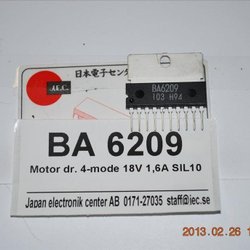 日本電子センタ
J.E.C.
BA6209
103 H94
BA 6209
Motor dr. 4-mode 18V 1,6A SIL10
Japan electronik center AB 0171-27035 staff@iec.se
2013.02.26